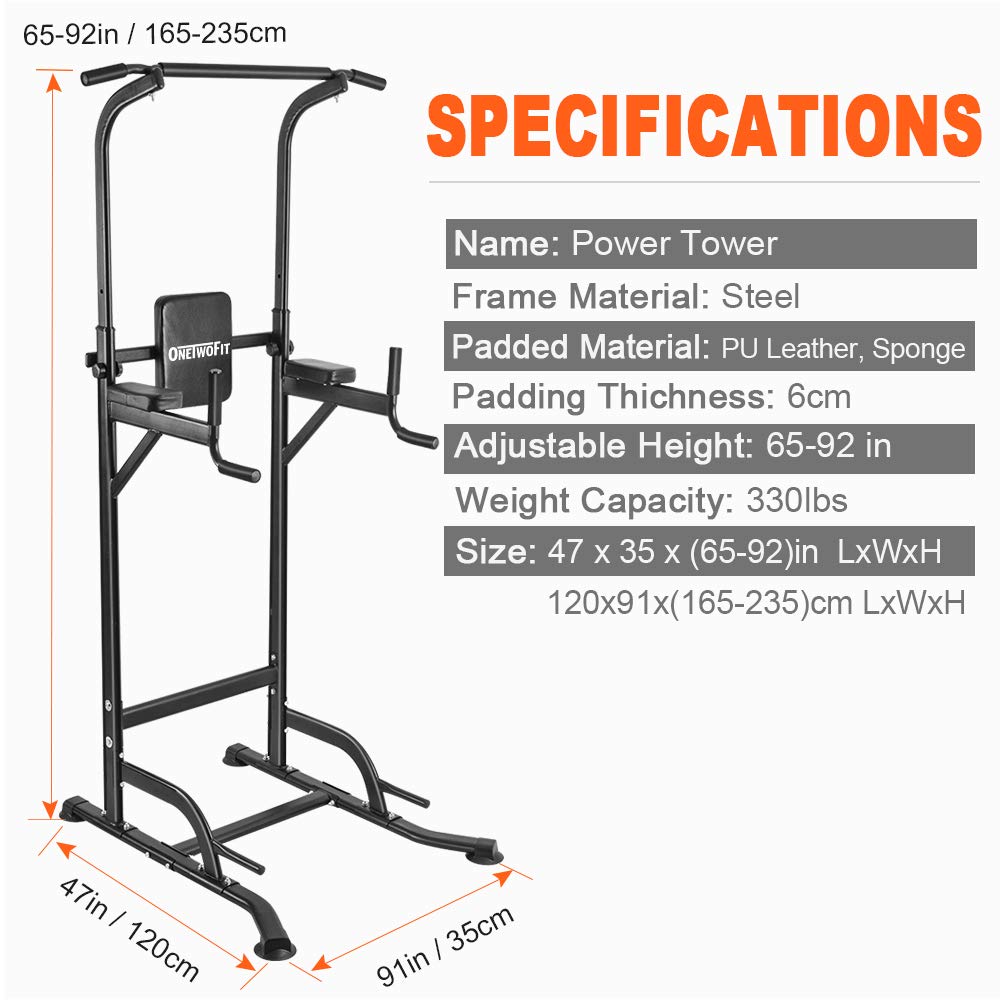 65-92in / 165-235cm
SPECIFICATIONS
Name: Power Tower
Frame Material: Steel
Padded Material: PU Leather, Sponge
Padding Thichness: 6cm
Adjustable Height: 65-92 in
Weight Capacity: 330lbs
Size: 47 x 35 x (65-92)in LxWxH
120x91x(165-235)cm LxWxH
ONETWOFIT
47in / 120cm
91in / 35cm